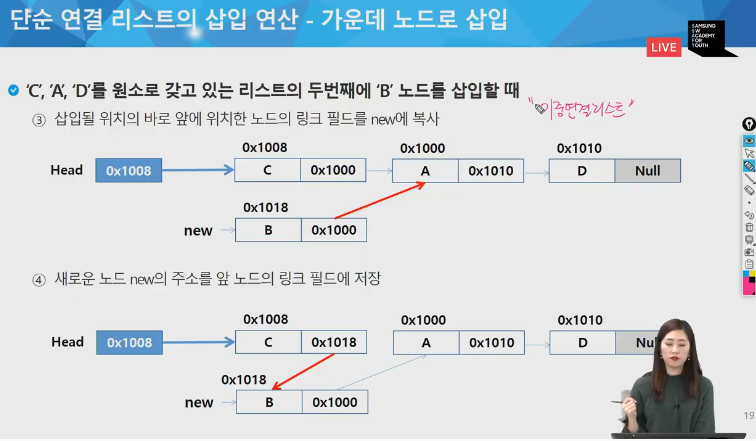 단순 연결 리스트의 삽입 연산 - 가운데 노드로 삽입
LIVE
SAMSUNG
SW
ACADEMY
FOR
YOUTH
'C', 'A', 'D'를 원소로 갖고 있는 리스트의 두번째에 'B' 노드를 삽입할 때
"이중연결리스트"
③ 삽입될 위치의 바로 앞에 위치한 노드의 링크 필드를 new에 복사
0x1008 0x1000 0x1010
Head 0x1008 C 0x1000 A 0x1010 D Null
0x1018
new B 0x1000
④ 새로운 노드 new의 주소를 앞 노드의 링크 필드에 저장
0x1008 0x1000 0x1010
Head 0x1008 C 0x1018 A 0x1010 D Null
0x1018
new B 0x1000
19